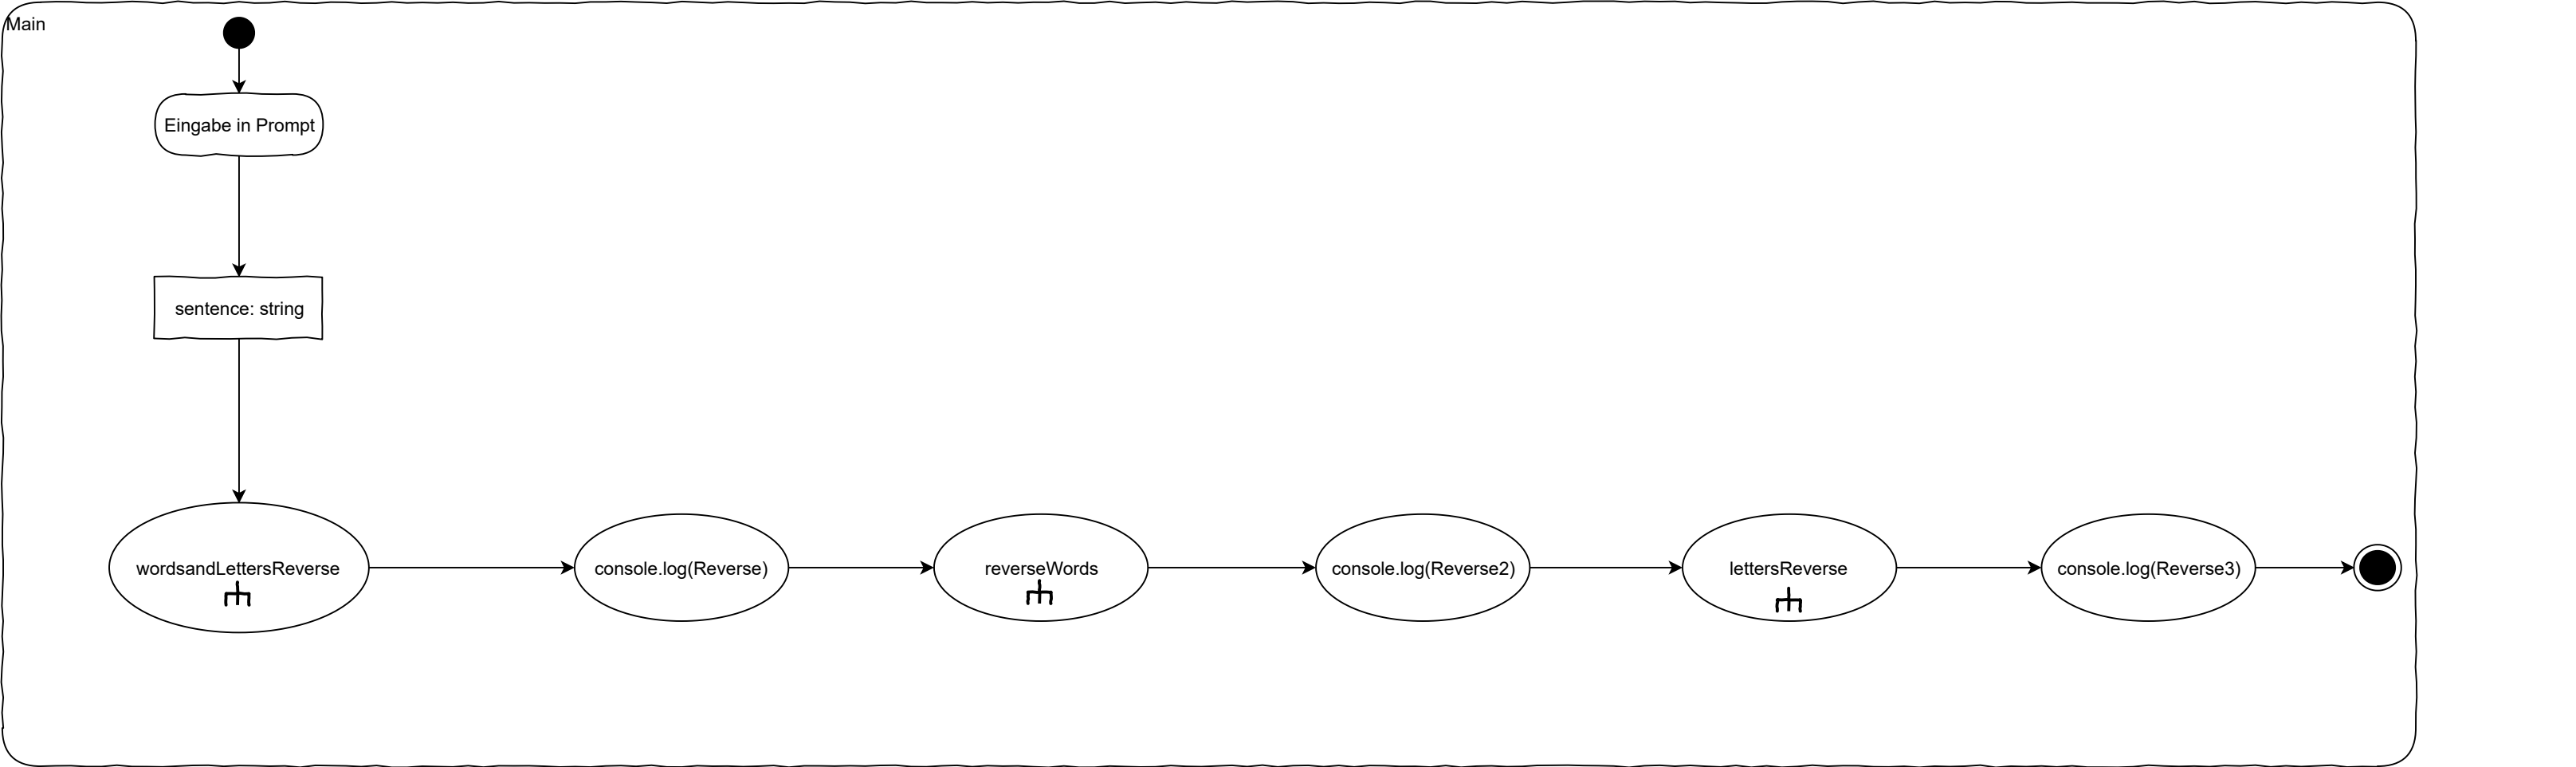 Main
Eingabe in Prompt
sentence: string
wordsandLettersReverse
console.log(Reverse)
reverseWords
console.log(Reverse2)
lettersReverse
console.log(Reverse3)